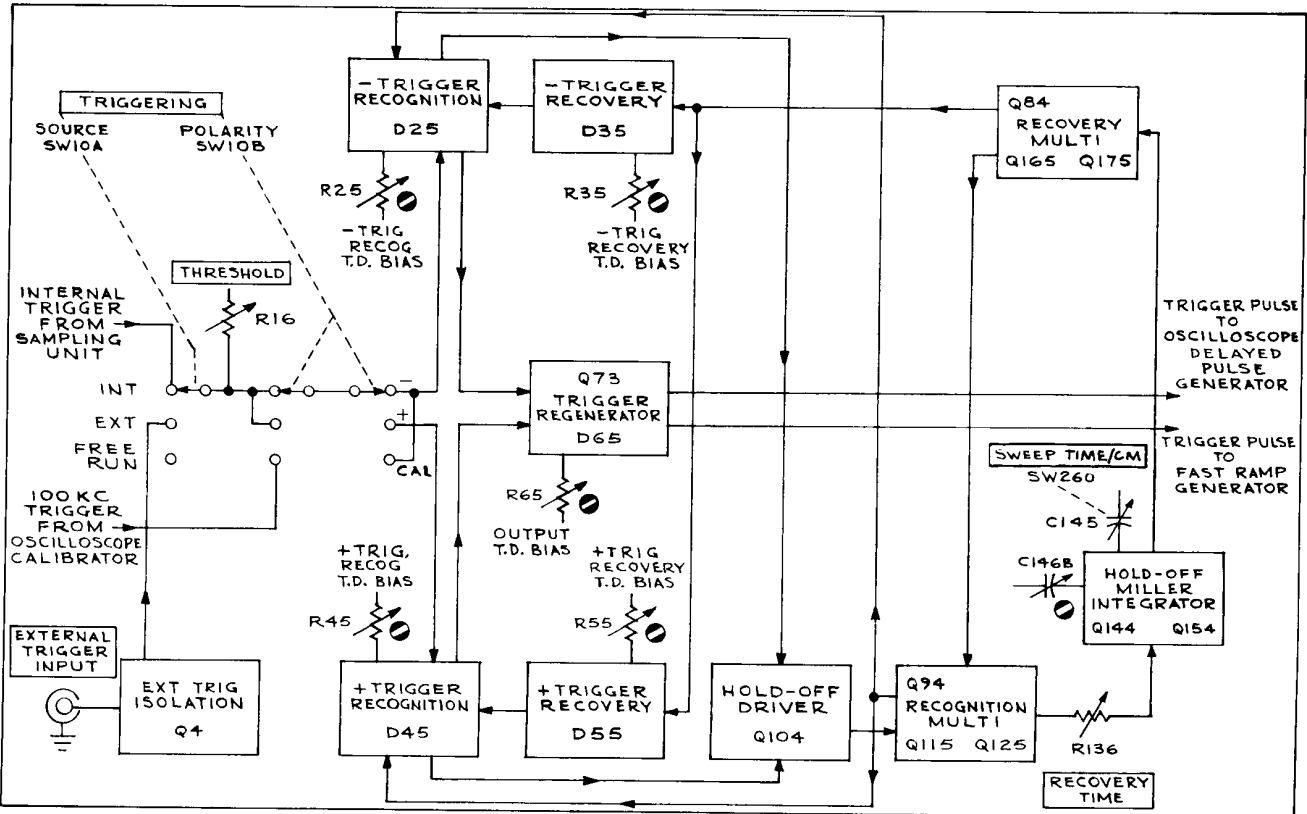 TRIGGERING
SOURCE
SW10A
POLARITY
SW10B
THRESHOLD
R16
INTERNAL
TRIGGER
FROM
SAMPLING
UNIT
INT
EXT
FREE
RUN
100 KC
TRIGGER
FROM
OSCILLOSCOPE
CALIBRATOR
EXTERNAL
TRIGGER
INPUT
EXT TRIG
ISOLATION
Q4
−
+
CAL
−TRIGGER
RECOGNITION
D25
R25
−TRIG
RECOG
T.D. BIAS
−TRIGGER
RECOVERY
D35
R35
−TRIG
RECOVERY
T.D. BIAS
Q73
TRIGGER
REGENERATOR
D65
R65
OUTPUT
T.D. BIAS
+TRIG,
RECOG
T.D. BIAS
R45
+TRIGGER
RECOGNITION
D45
+TRIG
RECOVERY
T.D. BIAS
R55
+TRIGGER
RECOVERY
D55
HOLD-OFF
DRIVER
Q104
Q84
RECOVERY
MULTI
Q165 Q175
TRIGGER PULSE
TO
OSCILLOSCOPE
DELAYED
PULSE
GENERATOR
TRIGGER PULSE
TO
FAST RAMP
GENERATOR
SWEEP TIME/CM
SW260
C145
C146B
HOLD-OFF
MILLER
INTEGRATOR
Q144 Q154
Q94
RECOGNITION
MULTI
Q115 Q125
R136
RECOVERY
TIME